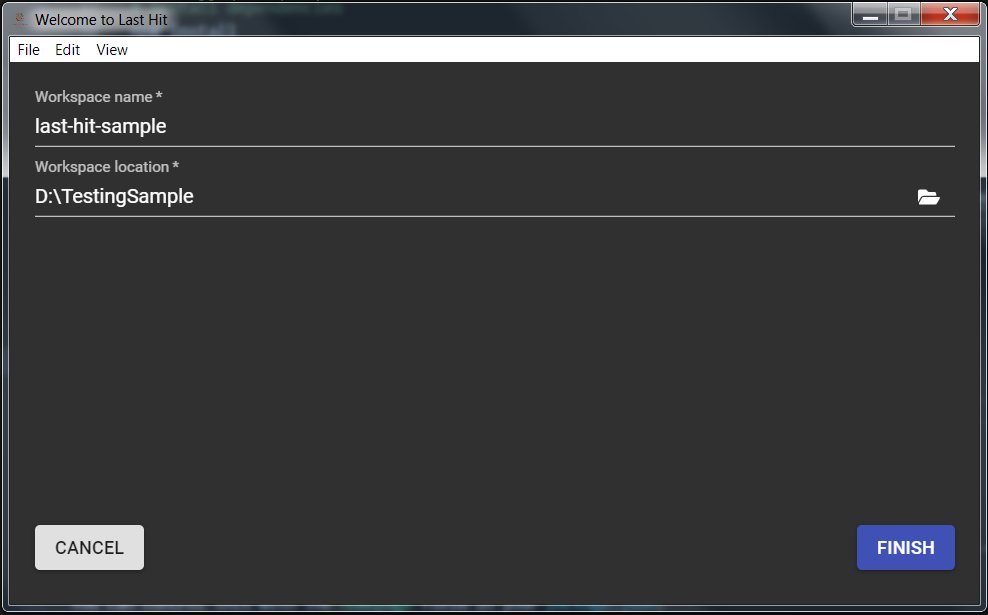 Welcome to Last Hit
File Edit View
Workspace name *
last-hit-sample
Workspace location *
D:\TestingSample
CANCEL
FINISH